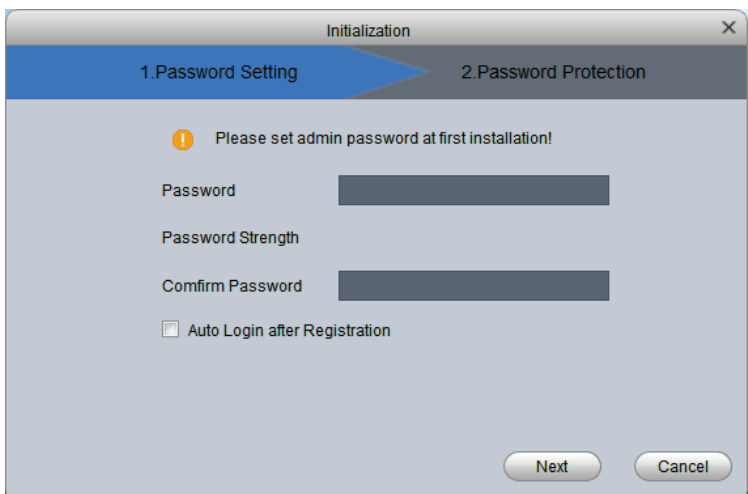 Initialization
1.Password Setting
2.Password Protection
Please set admin password at first installation!
Password
Password Strength
Comfirm Password
Auto Login after Registration
Next
Cancel